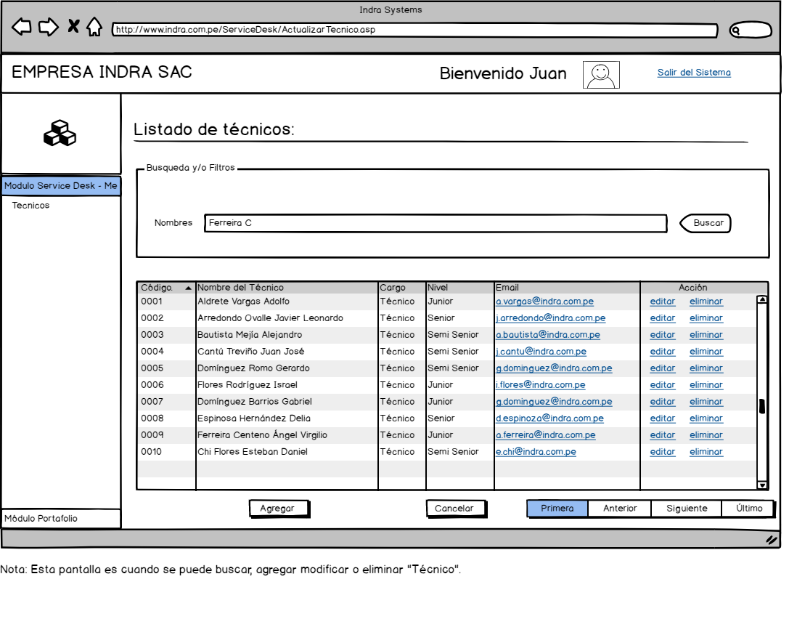 Indra Systems
http://www.indra.com.pe/ServiceDesk/ActualizarTecnico.asp
EMPRESA INDRA SAC
Bienvenido Juan
Salir del Sistema
Listado de técnicos:
Busqueda y/o Filtros
Modulo Service Desk - Me
Tecnicos
Nombres
Ferreira C
Buscar
Código Nombre del Técnico Cargo Nivel Email Acción
0001 Aldrete Vargas Adolfo Técnico Junior a.vargas@indra.com.pe editar eliminar
0002 Arredondo Ovalle Javier Leonardo Técnico Senior j.arredondo@indra.com.pe editar eliminar
0003 Bautista Mejía Alejandro Técnico Semi Senior a.bautista@indra.com.pe editar eliminar
0004 Cantú Treviño Juan José Técnico Semi Senior j.cantu@indra.com.pe editar eliminar
0005 Domínguez Romo Gerardo Técnico Semi Senior g.dominguez@indra.com.pe editar eliminar
0006 Flores Rodríguez Israel Técnico Junior i.flores@indra.com.pe editar eliminar
0007 Domínguez Barrios Gabriel Técnico Junior g.dominguez@indra.com.pe editar eliminar
0008 Espinosa Hernández Delia Técnico Senior d.espinoza@indra.com.pe editar eliminar
0009 Ferreira Centeno Ángel Virgilio Técnico Junior a.ferreira@indra.com.pe editar eliminar
0010 Chi Flores Esteban Daniel Técnico Semi Senior e.chi@indra.com.pe editar eliminar
Agregar
Cancelar
Primero Anterior Siguiente Último
Módulo Portafolio
Nota: Esta pantalla es cuando se puede buscar, agregar modificar o eliminar "Técnico".